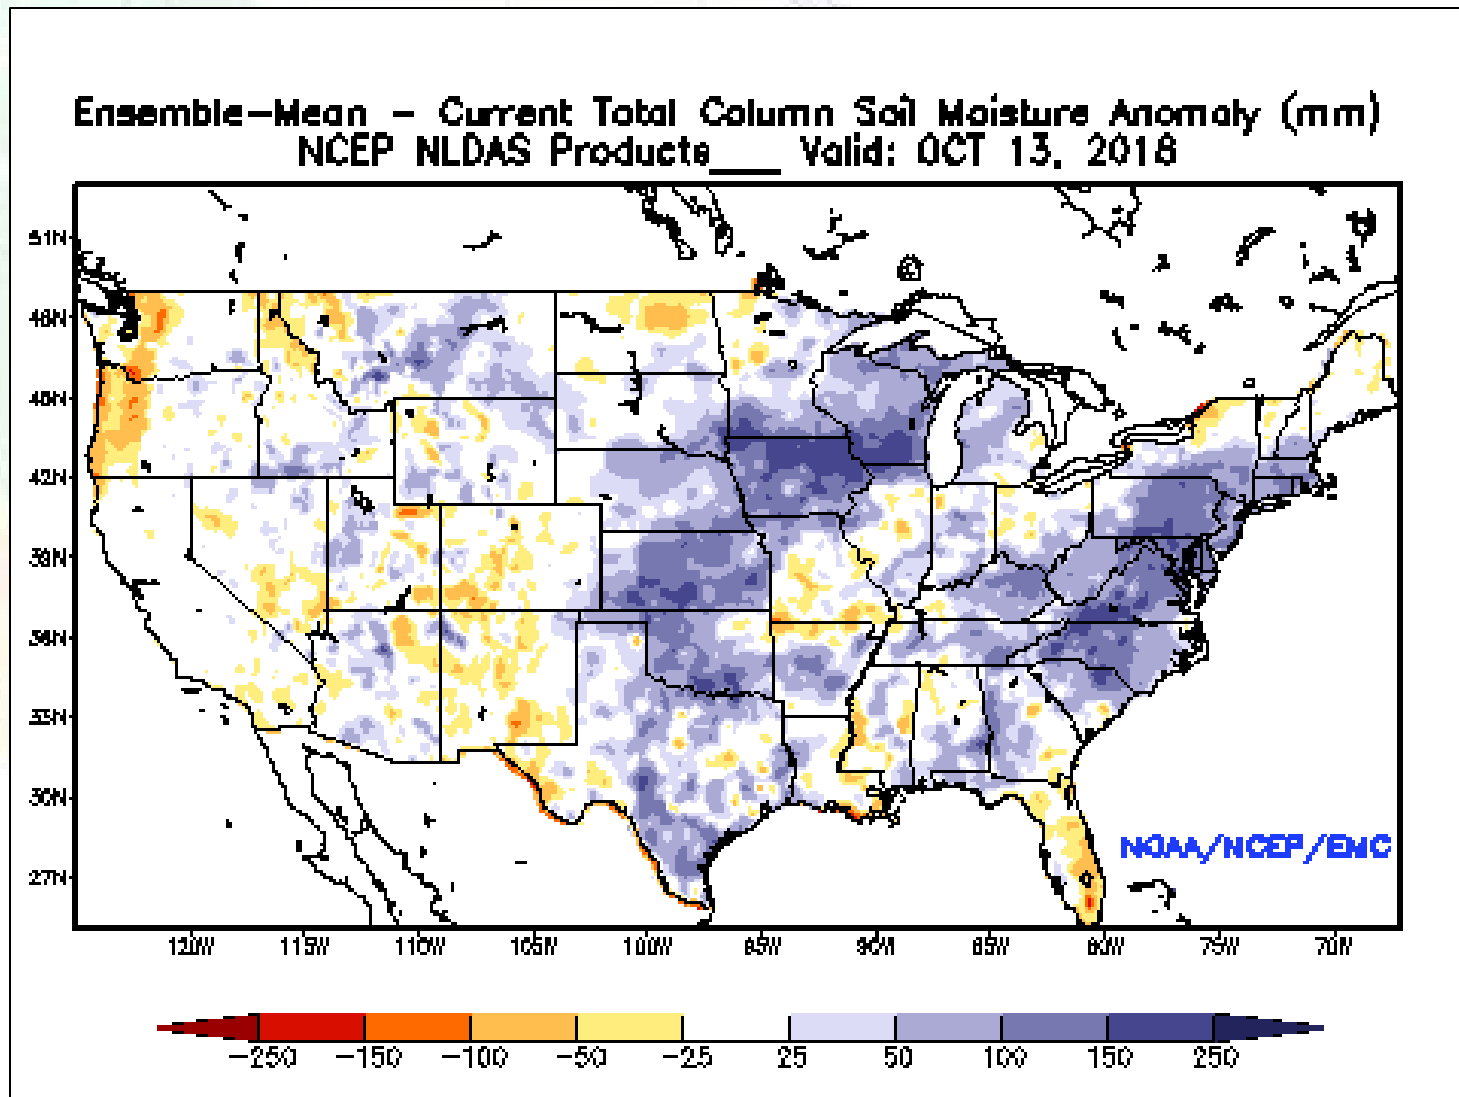 Ensemble-Mean - Current Total Column Soil Moisture Anomaly (mm)
NCEP NLDAS Products____ Valid: OCT 13, 2018
51N
48N
45N
42N
39N
36N
33N
30N
27N
NOAA/NCEP/EMC
120W 115W 110W 105W 100W 95W 90W 85W 80W 75W 70W
-250 -150 -100 -50 -25 25 50 100 150 250